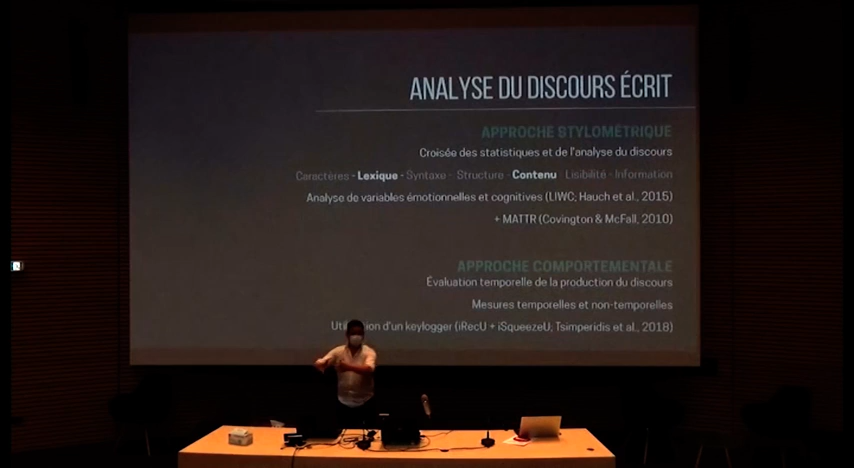 ANALYSE DU DISCOURS ÉCRIT
APPROCHE STYLOMÉTRIQUE
Croisée des statistiques et de l'analyse du discours
Caractères - Lexique - Syntaxe - Structure - Contenu - Lisibilité - Information
Analyse de variables émotionnelles et cognitives (LIWC; Hauch et al., 2015)
+ MATTR (Covington & McFall, 2010)
APPROCHE COMPORTEMENTALE
Évaluation temporelle de la production du discours
Mesures temporelles et non-temporelles
d'un keylogger (iRecU + iSqueezeU; Tsimperidis et al., 2018)